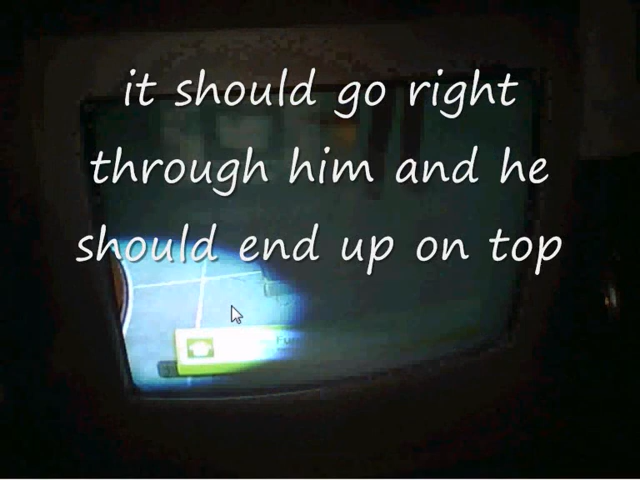 it should go right
through him and he
should end up on top